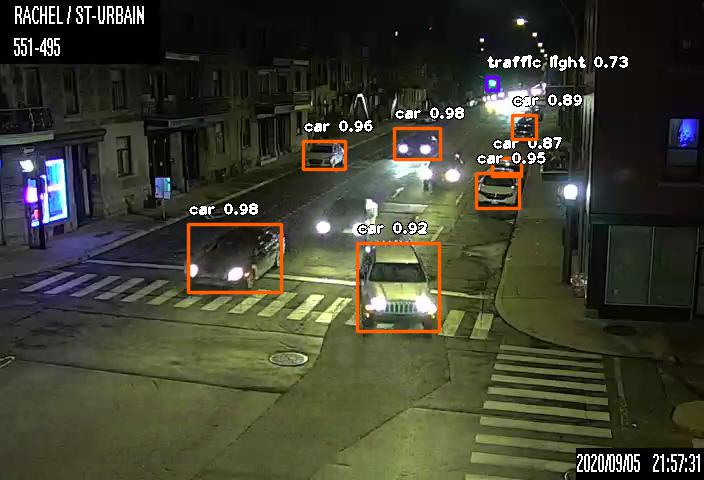 RACHEL / ST-URBAIN
551-495
traffic light 0.73
car 0.89
car 0.98
car 0.96
car 0.87
car 0.95
car 0.98
car 0.92
2020/09/05 21:57:31